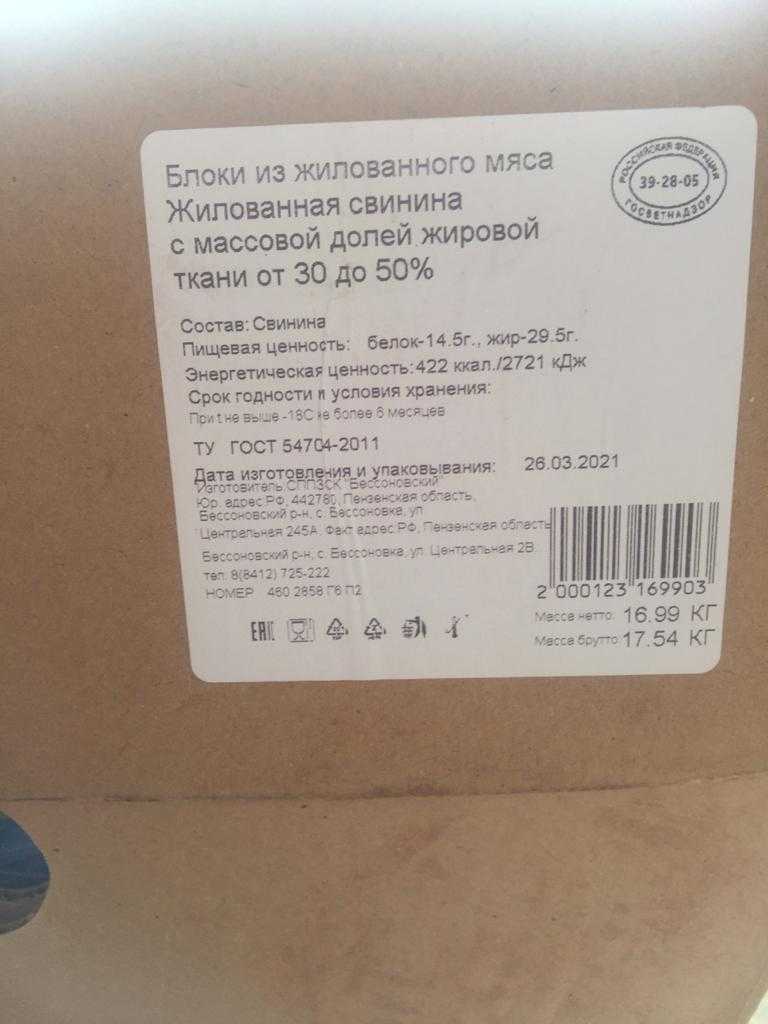 Блоки из жилованного мяса
Жилованная свинина
с массовой долей жировой
ткани от 30 до 50%
РОССИЙСКАЯ ФЕДЕРАЦИЯ
39-28-05
ГОСВЕТНАДЗОР
Состав: Свинина
Пищевая ценность: белок-14.5г., жир-29.5г.
Энергетическая ценность: 422 ккал./2721 кДж
Срок годности и условия хранения:
При t не выше -18С не более 6 месяцев
ТУ ГОСТ 54704-2011
Дата изготовления и упаковывания: 26.03.2021
Изготовитель:СППЗСК "Бессоновский"
Юр. адрес:РФ, 442780, Пензенская область,
Бессоновский р-н, с. Бессоновка, ул.
Центральная 245А. Факт.адрес:РФ, Пензенская область
Бессоновский р-н, с. Бессоновка, ул. Центральная 2В
тел. 8(8412) 725-222
НОМЕР 460 2858 Г6 П2
EAC
2 000123 169903
Масса нетто: 16.99 КГ
Масса брутто: 17.54 КГ